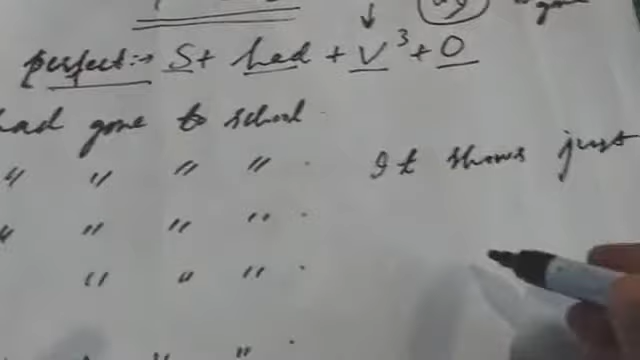 perfect:→ S + had + V³ + O
had gone to school.
" " " " .
It shows just
" " " " .
" " " .
" " .